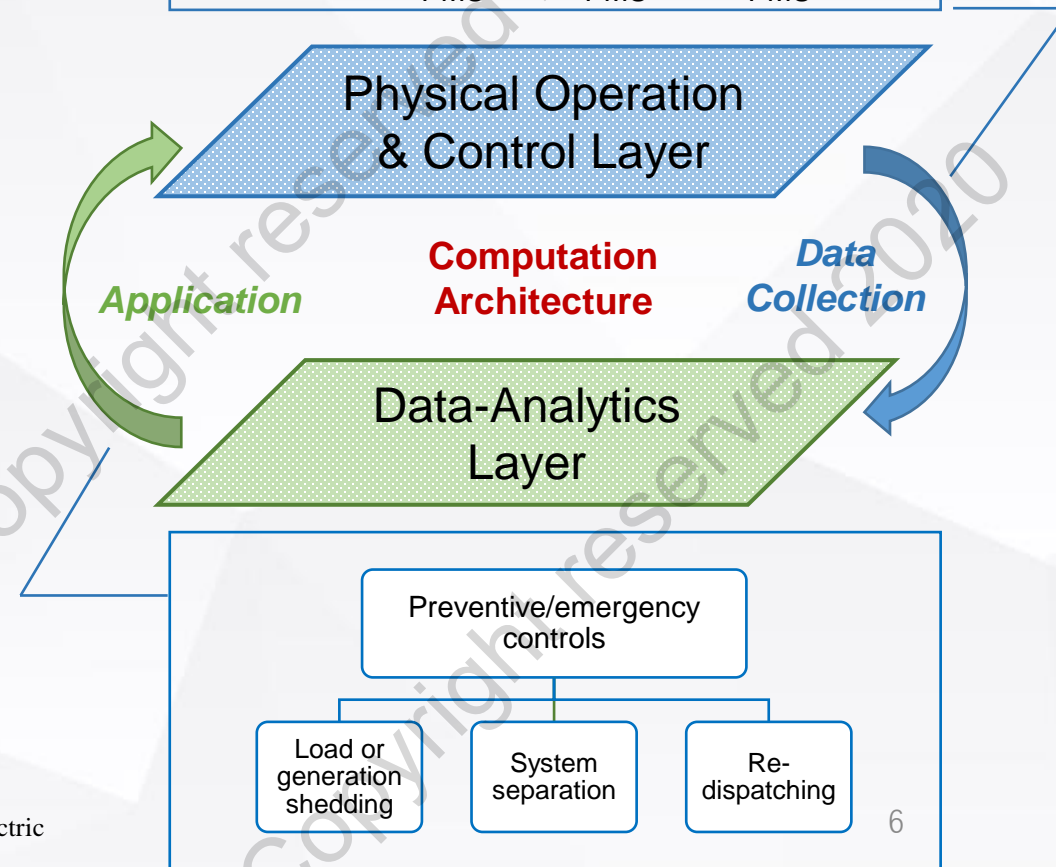 Physical Operation
& Control Layer
Computation
Architecture
Data
Collection
Application
Data-Analytics
Layer
Preventive/emergency
controls
Load or
generation
shedding
System
separation
Re-
dispatching
6
ctric
Copyright reserved 2020
Copyright reserved